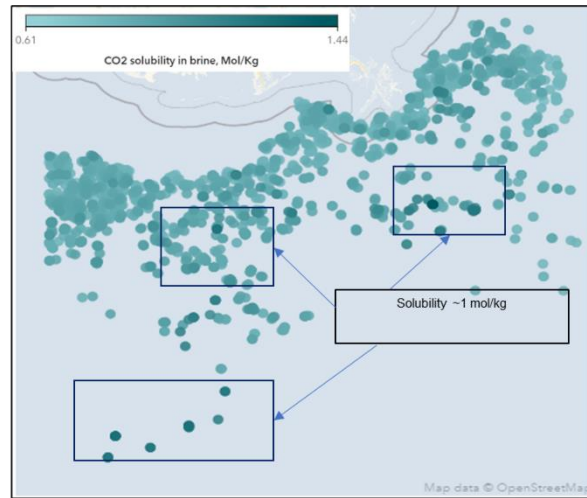 0.61 1.44
CO2 solubility in brine, Mol/Kg
Solubility ~1 mol/kg
Map data © OpenStreetMap